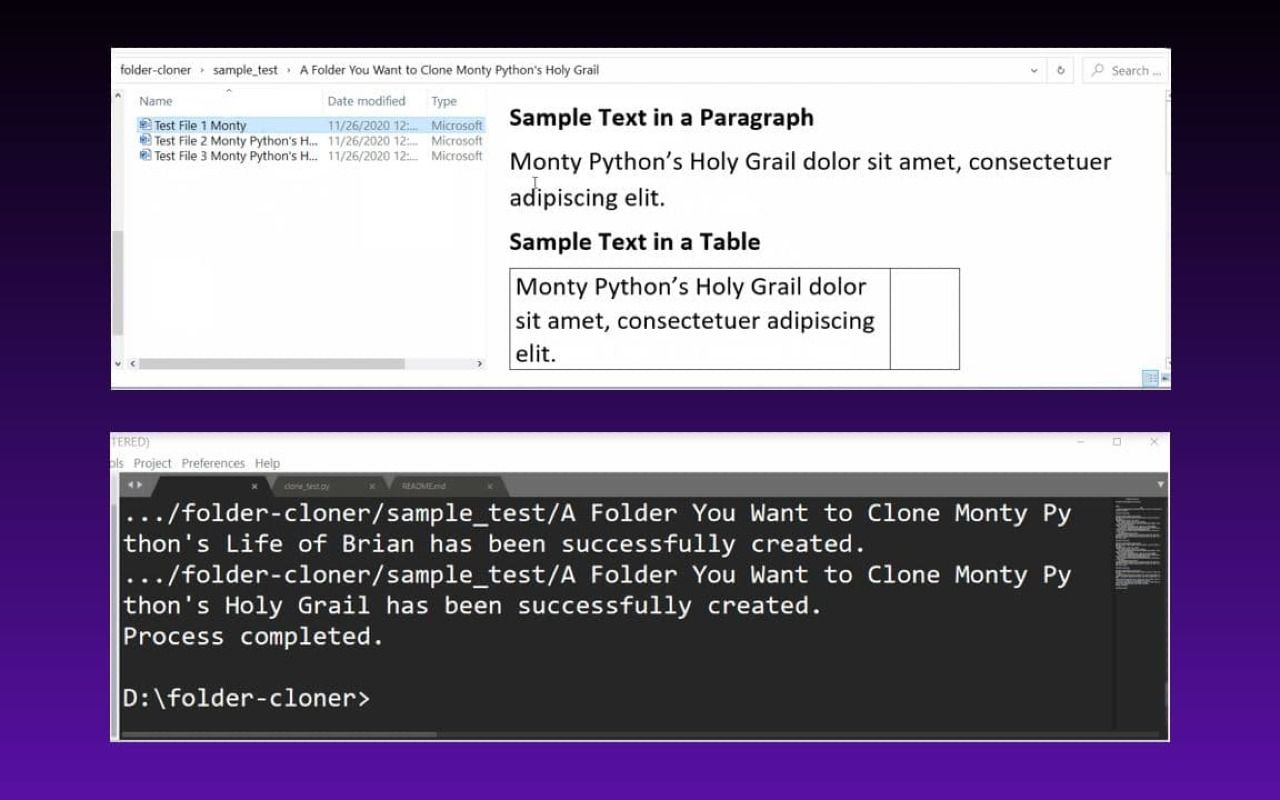 folder-cloner › sample_test › A Folder You Want to Clone Monty Python's Holy Grail
Search ...
Name Date modified Type
Test File 1 Monty 11/26/2020 12:... Microsoft
Test File 2 Monty Python's H... 11/26/2020 12:... Microsoft
Test File 3 Monty Python's H... 11/26/2020 12:... Microsoft
Sample Text in a Paragraph
Monty Python’s Holy Grail dolor sit amet, consectetuer
adipiscing elit.
Sample Text in a Table
Monty Python’s Holy Grail dolor
sit amet, consectetuer adipiscing
elit.
TERED)
ols Project Preferences Help
clone_test.py README.md
.../folder-cloner/sample_test/A Folder You Want to Clone Monty Py
thon's Life of Brian has been successfully created.
.../folder-cloner/sample_test/A Folder You Want to Clone Monty Py
thon's Holy Grail has been successfully created.
Process completed.
D:\folder-cloner>